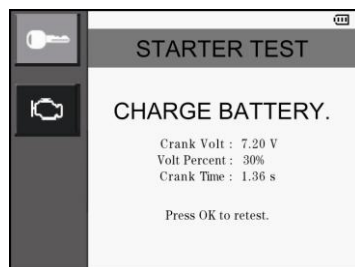 STARTER TEST
CHARGE BATTERY.
Crank Volt : 7.20 V
Volt Percent : 30%
Crank Time : 1.36 s
Press OK to retest.